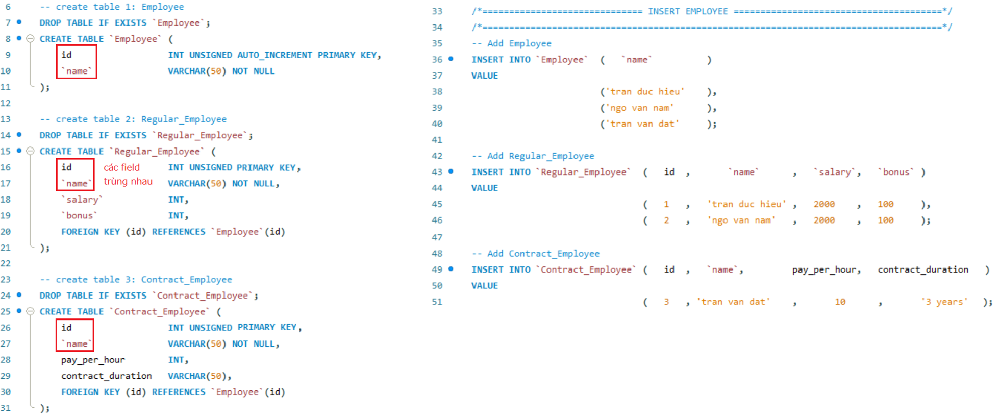 6 -- create table 1: Employee
7 DROP TABLE IF EXISTS `Employee`;
8 CREATE TABLE `Employee` (
9 id INT UNSIGNED AUTO_INCREMENT PRIMARY KEY,
10 `name` VARCHAR(50) NOT NULL
11 );
12
13 -- create table 2: Regular_Employee
14 DROP TABLE IF EXISTS `Regular_Employee`;
15 CREATE TABLE `Regular_Employee` (
16 id INT UNSIGNED PRIMARY KEY,
17 `name` VARCHAR(50) NOT NULL,
các field
trùng nhau
18 `salary` INT,
19 `bonus` INT,
20 FOREIGN KEY (id) REFERENCES `Employee`(id)
21 );
22
23 -- create table 3: Contract_Employee
24 DROP TABLE IF EXISTS `Contract_Employee`;
25 CREATE TABLE `Contract_Employee` (
26 id INT UNSIGNED PRIMARY KEY,
27 `name` VARCHAR(50) NOT NULL,
28 pay_per_hour INT,
29 contract_duration VARCHAR(50),
30 FOREIGN KEY (id) REFERENCES `Employee`(id)
31 );
33 /*============================== INSERT EMPLOYEE =======================================*/
34 /*======================================================================================*/
35 -- Add Employee
36 INSERT INTO `Employee` ( `name` )
37 VALUE
38 ('tran duc hieu' ),
39 ('ngo van nam' ),
40 ('tran van dat' );
41
42 -- Add Regular_Employee
43 INSERT INTO `Regular_Employee` ( id , `name` , `salary`, `bonus` )
44 VALUE
45 ( 1 , 'tran duc hieu' , 2000 , 100 ),
46 ( 2 , 'ngo van nam' , 2000 , 100 );
47
48 -- Add Contract_Employee
49 INSERT INTO `Contract_Employee` ( id , `name`, pay_per_hour, contract_duration )
50 VALUE
51 ( 3 , 'tran van dat' , 10 , '3 years' );